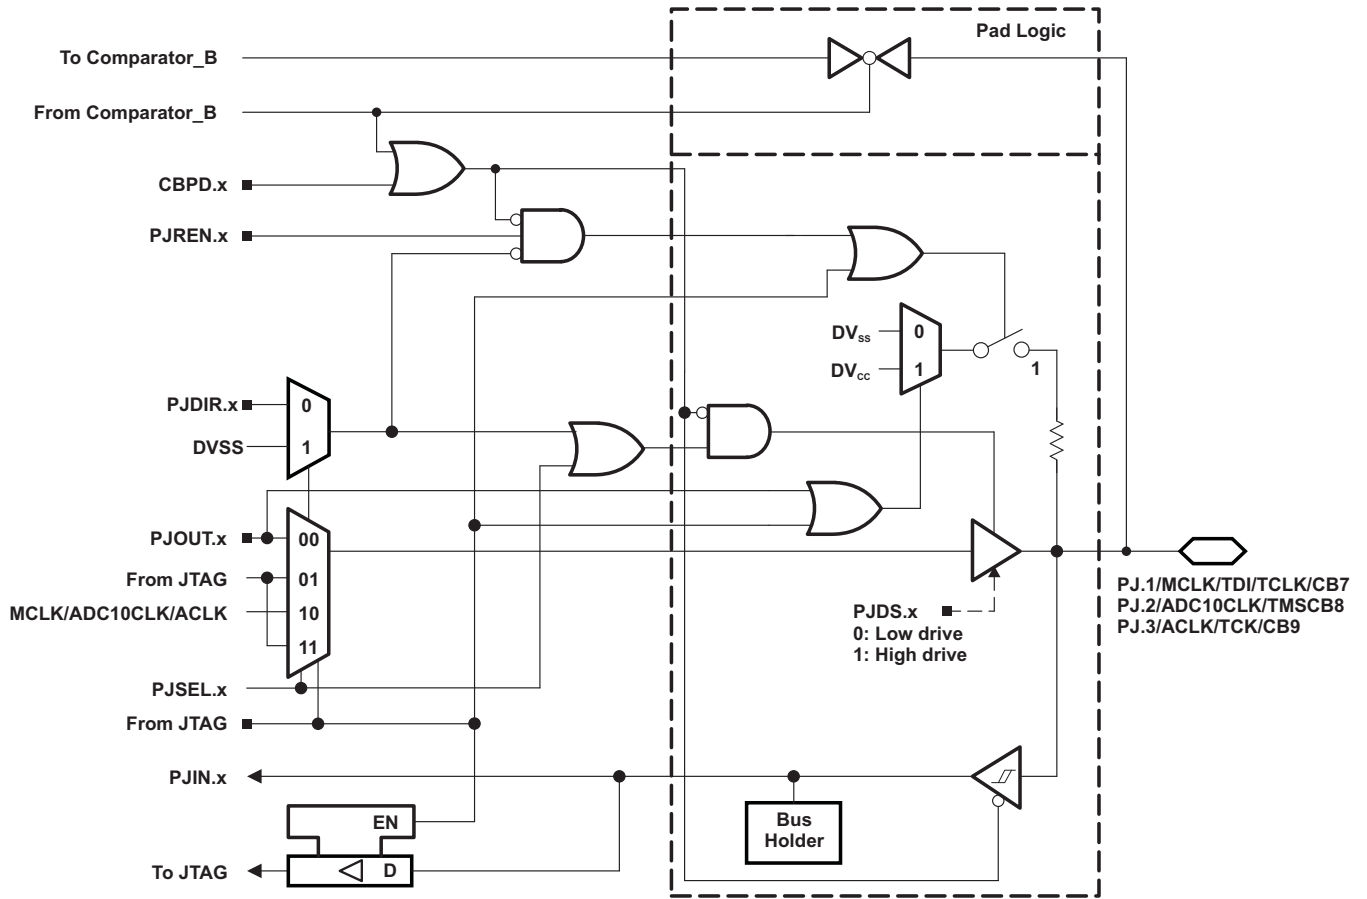 Pad Logic
To Comparator_B
From Comparator_B
CBPD.x
PJREN.x
DVSS 0
DVCC 1
1
PJDIR.x 0
DVSS 1
PJOUT.x 00
From JTAG 01
MCLK/ADC10CLK/ACLK 10
11
PJDS.x
0: Low drive
1: High drive
PJ.1/MCLK/TDI/TCLK/CB7
PJ.2/ADC10CLK/TMSCB8
PJ.3/ACLK/TCK/CB9
PJSEL.x
From JTAG
PJIN.x
Bus
Holder
EN
To JTAG D